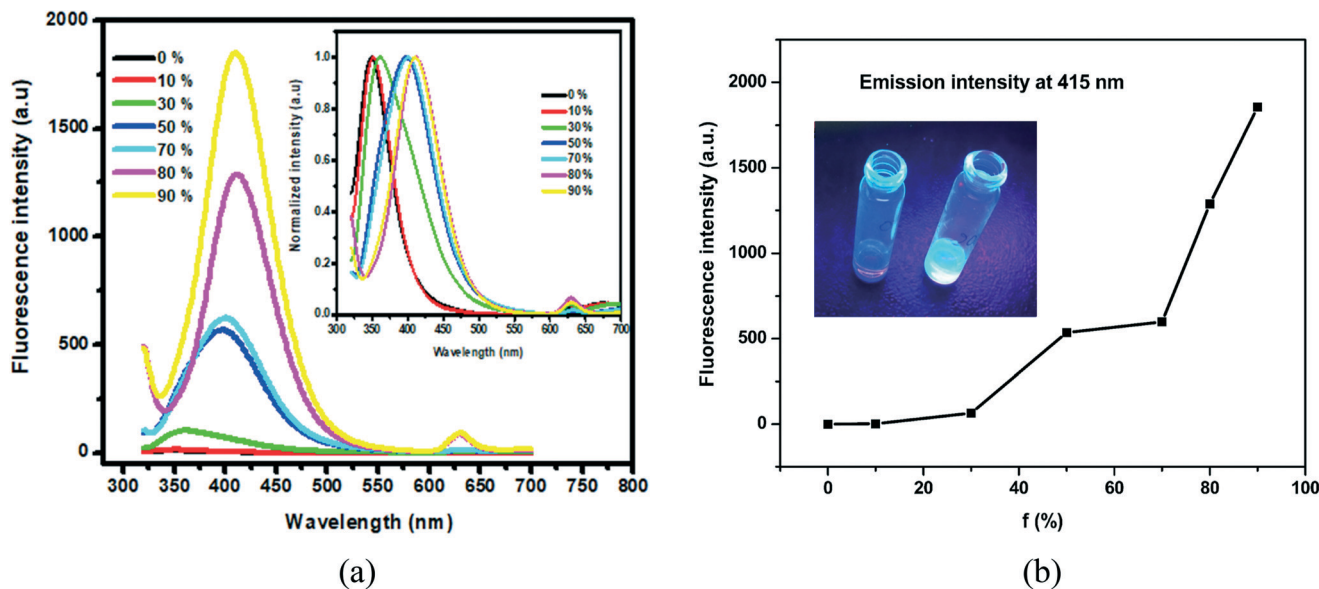 2000
1500
1000
500
0
Fluorescence intensity (a.u)
0 %
10 %
30 %
50 %
70 %
80 %
90 %
300 350 400 450 500 550 600 650 700 750 800
Wavelength (nm)
1.0
0.8
0.6
0.4
0.2
0.0
Normalized intensity (a.u)
0 %
10%
30%
50%
70%
80%
90%
300 350 400 450 500 550 600 650 700
Wavelength (nm)
(a)
Emission intensity at 415 nm
2000
1500
1000
500
0
Fluorescence intensity (a.u.)
0 20 40 60 80 100
f (%)
(b)